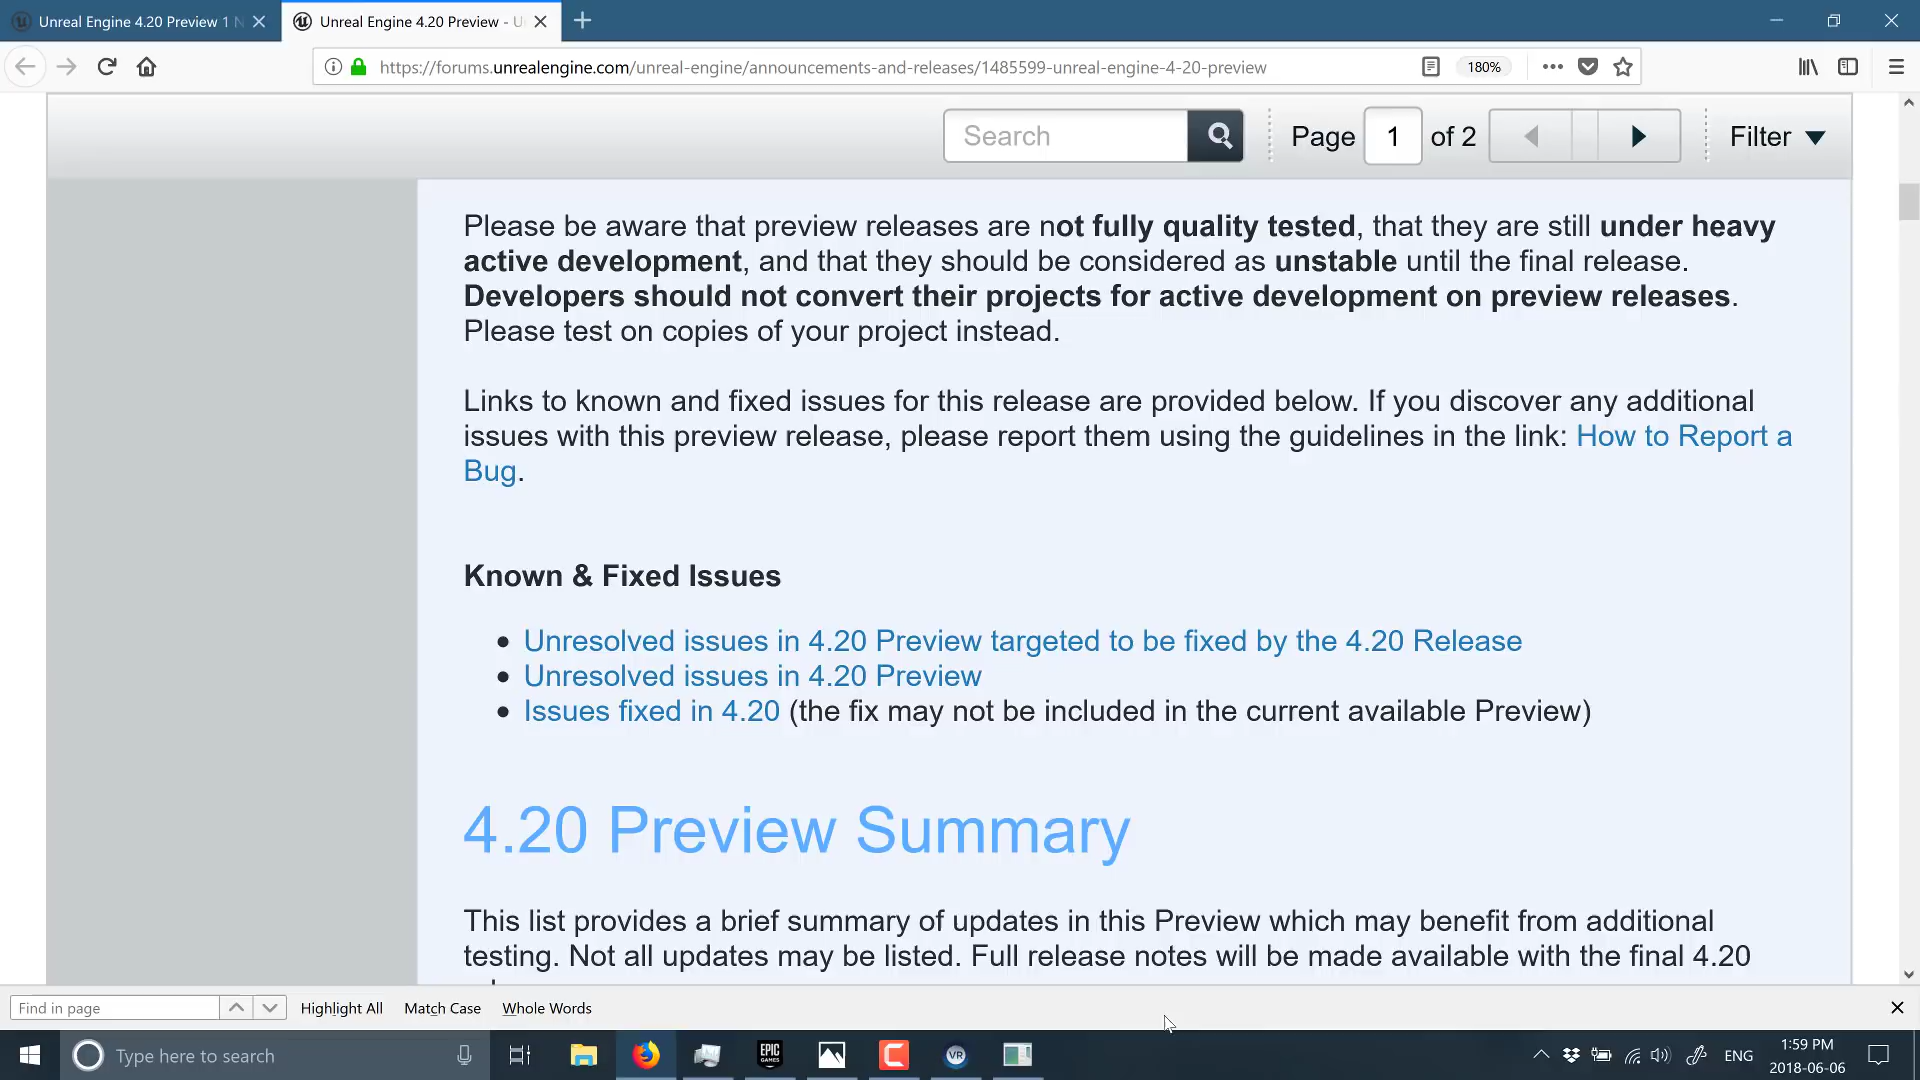 Unreal Engine 4.20 Preview 1 N
Unreal Engine 4.20 Preview - U
https://forums.unrealengine.com/unreal-engine/announcements-and-releases/1485599-unreal-engine-4-20-preview
180%
Search
Page 1 of 2
Filter
Please be aware that preview releases are not fully quality tested, that they are still under heavy
active development, and that they should be considered as unstable until the final release.
Developers should not convert their projects for active development on preview releases.
Please test on copies of your project instead.
Links to known and fixed issues for this release are provided below. If you discover any additional
issues with this preview release, please report them using the guidelines in the link: How to Report a
Bug.
Known & Fixed Issues
• Unresolved issues in 4.20 Preview targeted to be fixed by the 4.20 Release
• Unresolved issues in 4.20 Preview
• Issues fixed in 4.20 (the fix may not be included in the current available Preview)
4.20 Preview Summary
This list provides a brief summary of updates in this Preview which may benefit from additional
testing. Not all updates may be listed. Full release notes will be made available with the final 4.20
Find in page
Highlight All
Match Case
Whole Words
Type here to search
EPIC
GAMES
VR
ENG
1:59 PM
2018-06-06